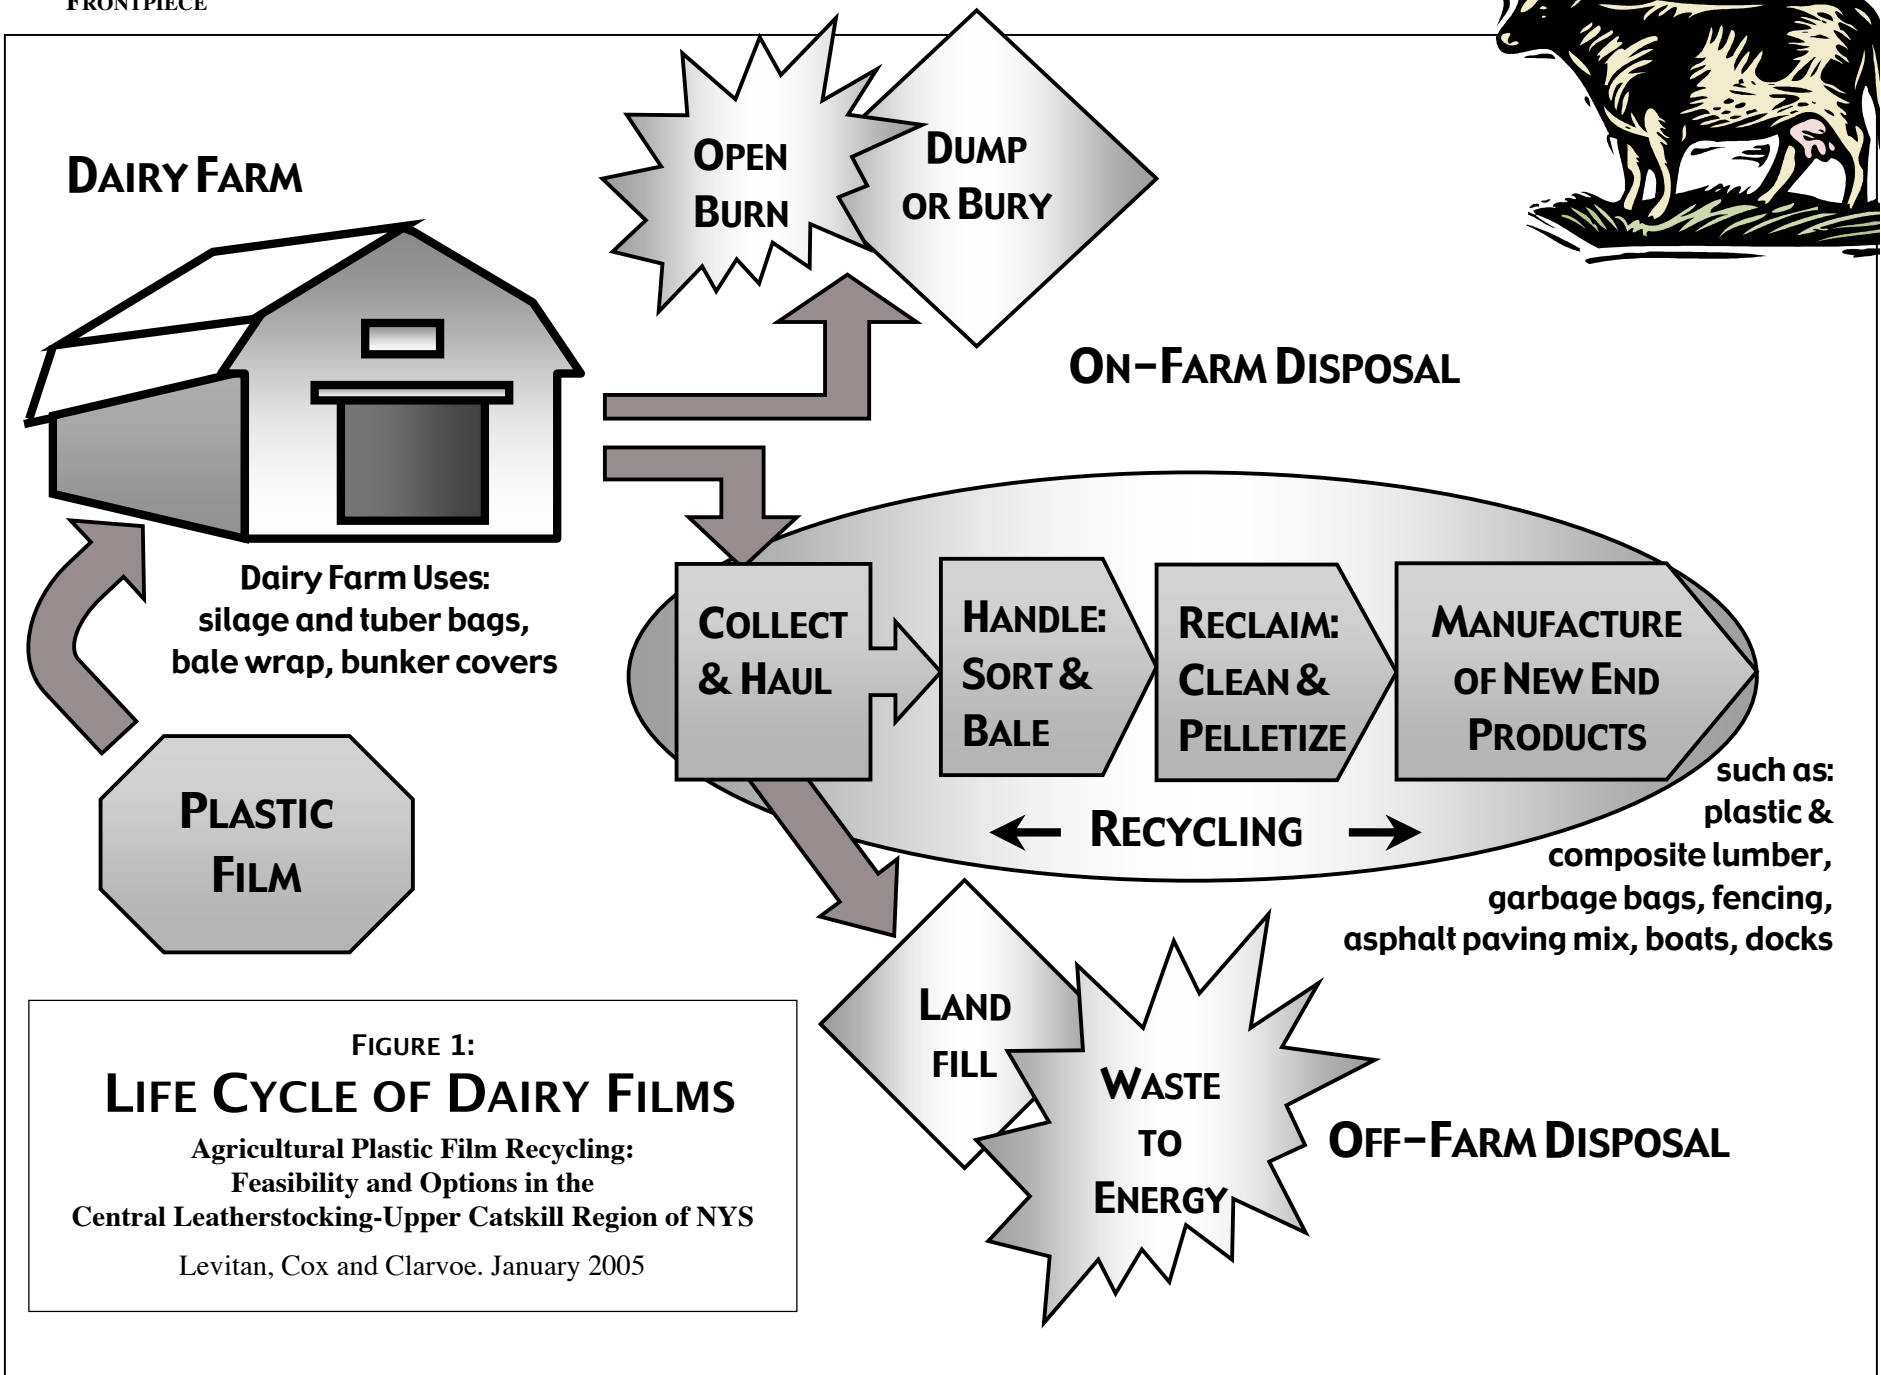 FRONTPIECE
DAIRY FARM
OPEN
BURN
DUMP
OR BURY
ON-FARM DISPOSAL
Dairy Farm Uses:
silage and tuber bags,
bale wrap, bunker covers
PLASTIC
FILM
COLLECT
& HAUL
HANDLE:
SORT &
BALE
RECLAIM:
CLEAN &
PELLETIZE
MANUFACTURE
OF NEW END
PRODUCTS
such as:
plastic &
composite lumber,
garbage bags, fencing,
asphalt paving mix, boats, docks
RECYCLING
LAND
FILL
WASTE
TO
ENERGY
OFF-FARM DISPOSAL
FIGURE 1:
LIFE CYCLE OF DAIRY FILMS
Agricultural Plastic Film Recycling:
Feasibility and Options in the
Central Leatherstocking-Upper Catskill Region of NYS
Levitan, Cox and Clarvoe. January 2005